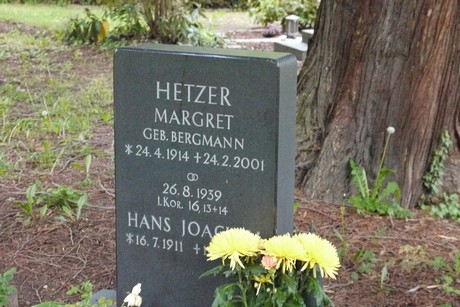 HETZER
MARGRET
GEB. BERGMANN
* 24.4.1914 + 24.2.2001
⚭
26.8.1939
1. Kor. 16, 13+14
HANS
* 16.7.1911 +